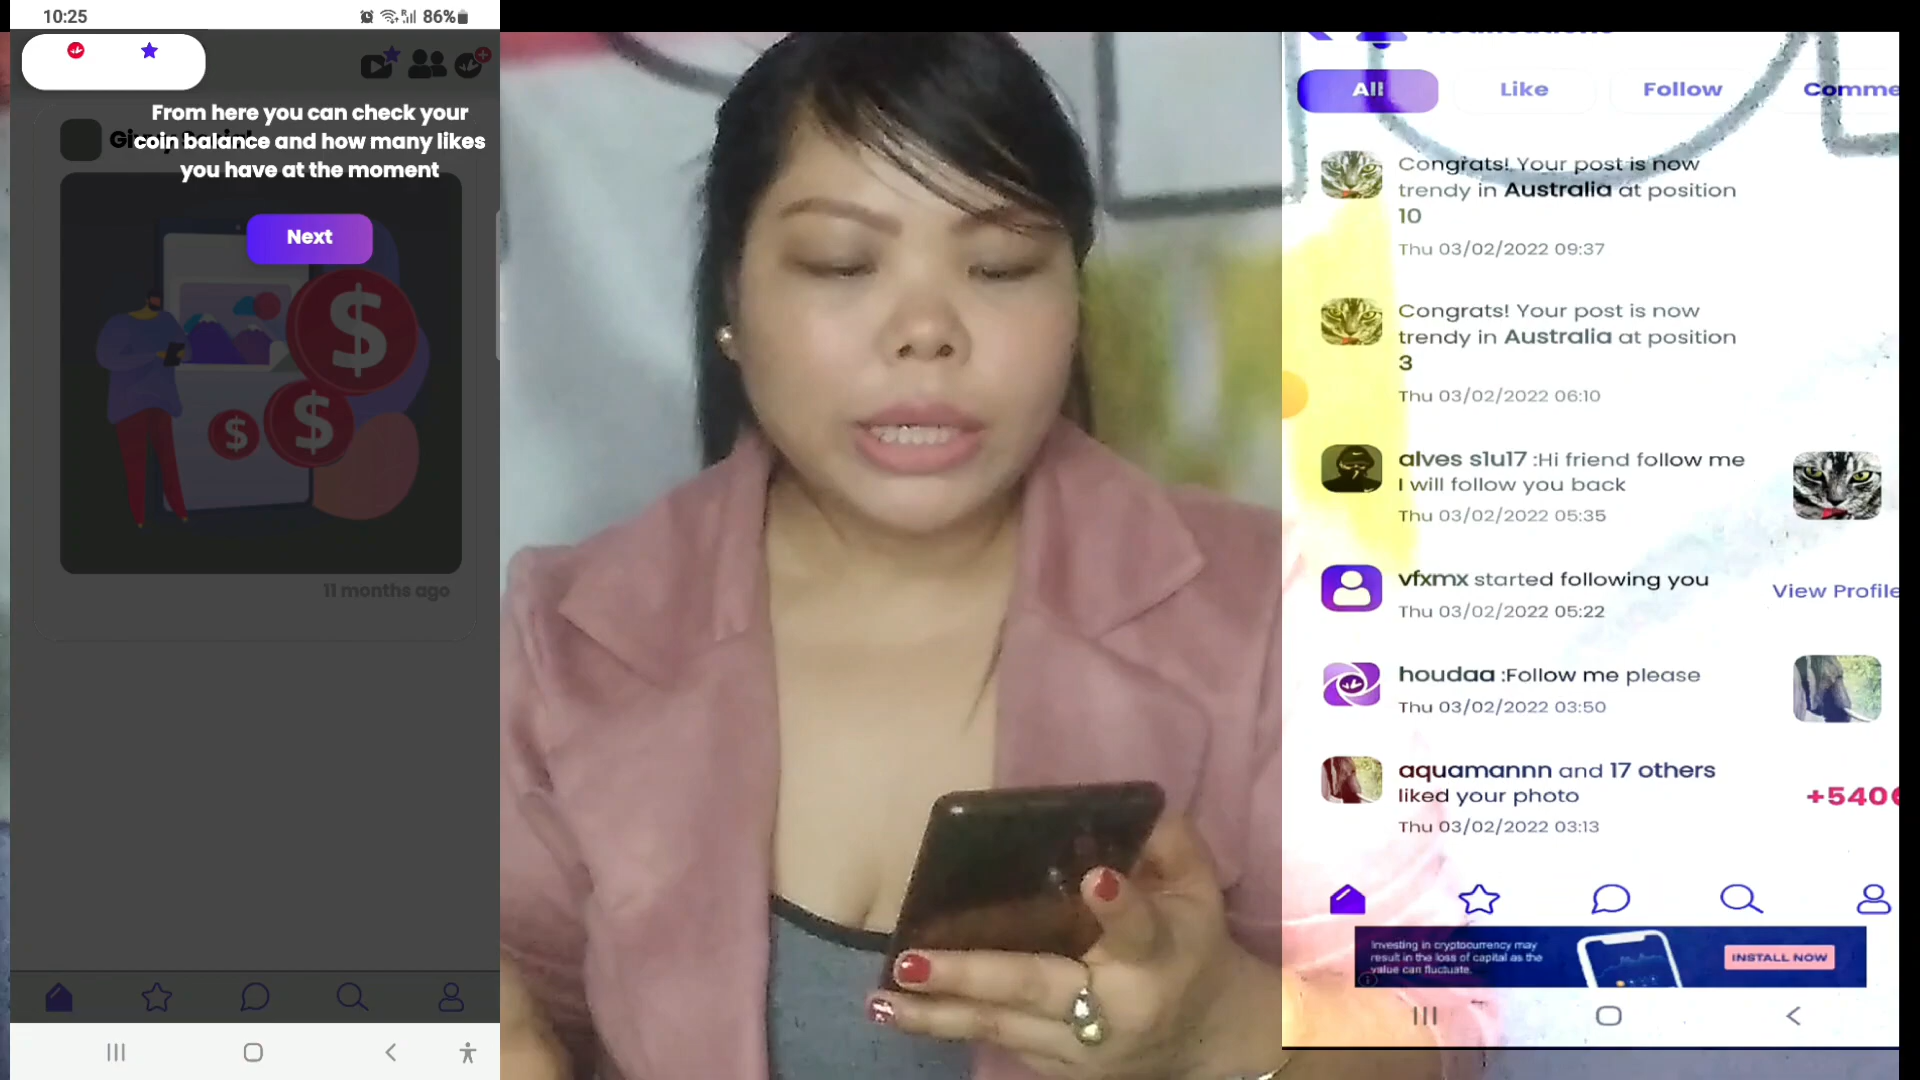 10:25
86%
From here you can check your
coin balance and how many likes
you have at the moment
Next
11 months ago
All
Like
Follow
Comme
Congrats! Your post is now
trendy in Australia at position
10
Thu 03/02/2022 09:37
Congrats! Your post is now
trendy in Australia at position
3
Thu 03/02/2022 06:10
alves s1u17 :Hi friend follow me
I will follow you back
Thu 03/02/2022 05:35
vfxmx started following you
View Profile
Thu 03/02/2022 05:22
houdaa :Follow me please
Thu 03/02/2022 03:50
aquamannn and 17 others
liked your photo
+540
Thu 03/02/2022 03:13
Investing in cryptocurrency may
result in the loss of capital as the
value can fluctuate.
INSTALL NOW